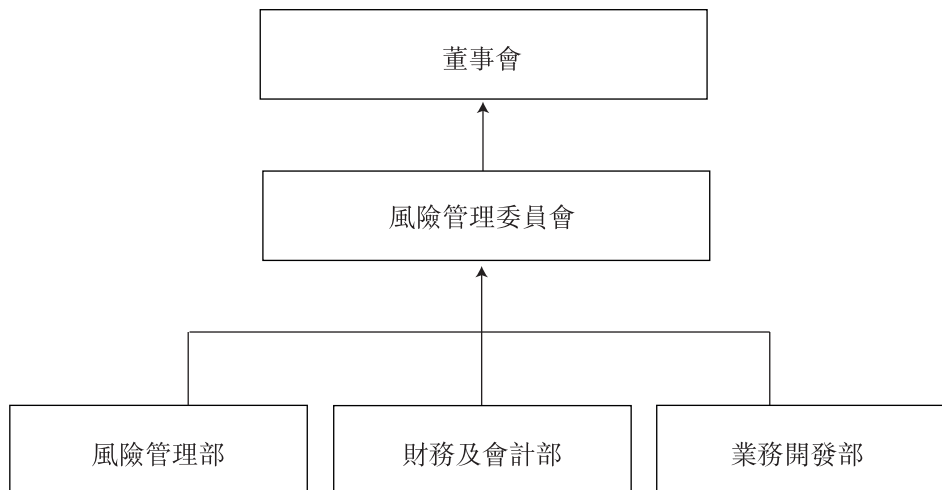 董事會
風險管理委員會
風險管理部
財務及會計部
業務開發部